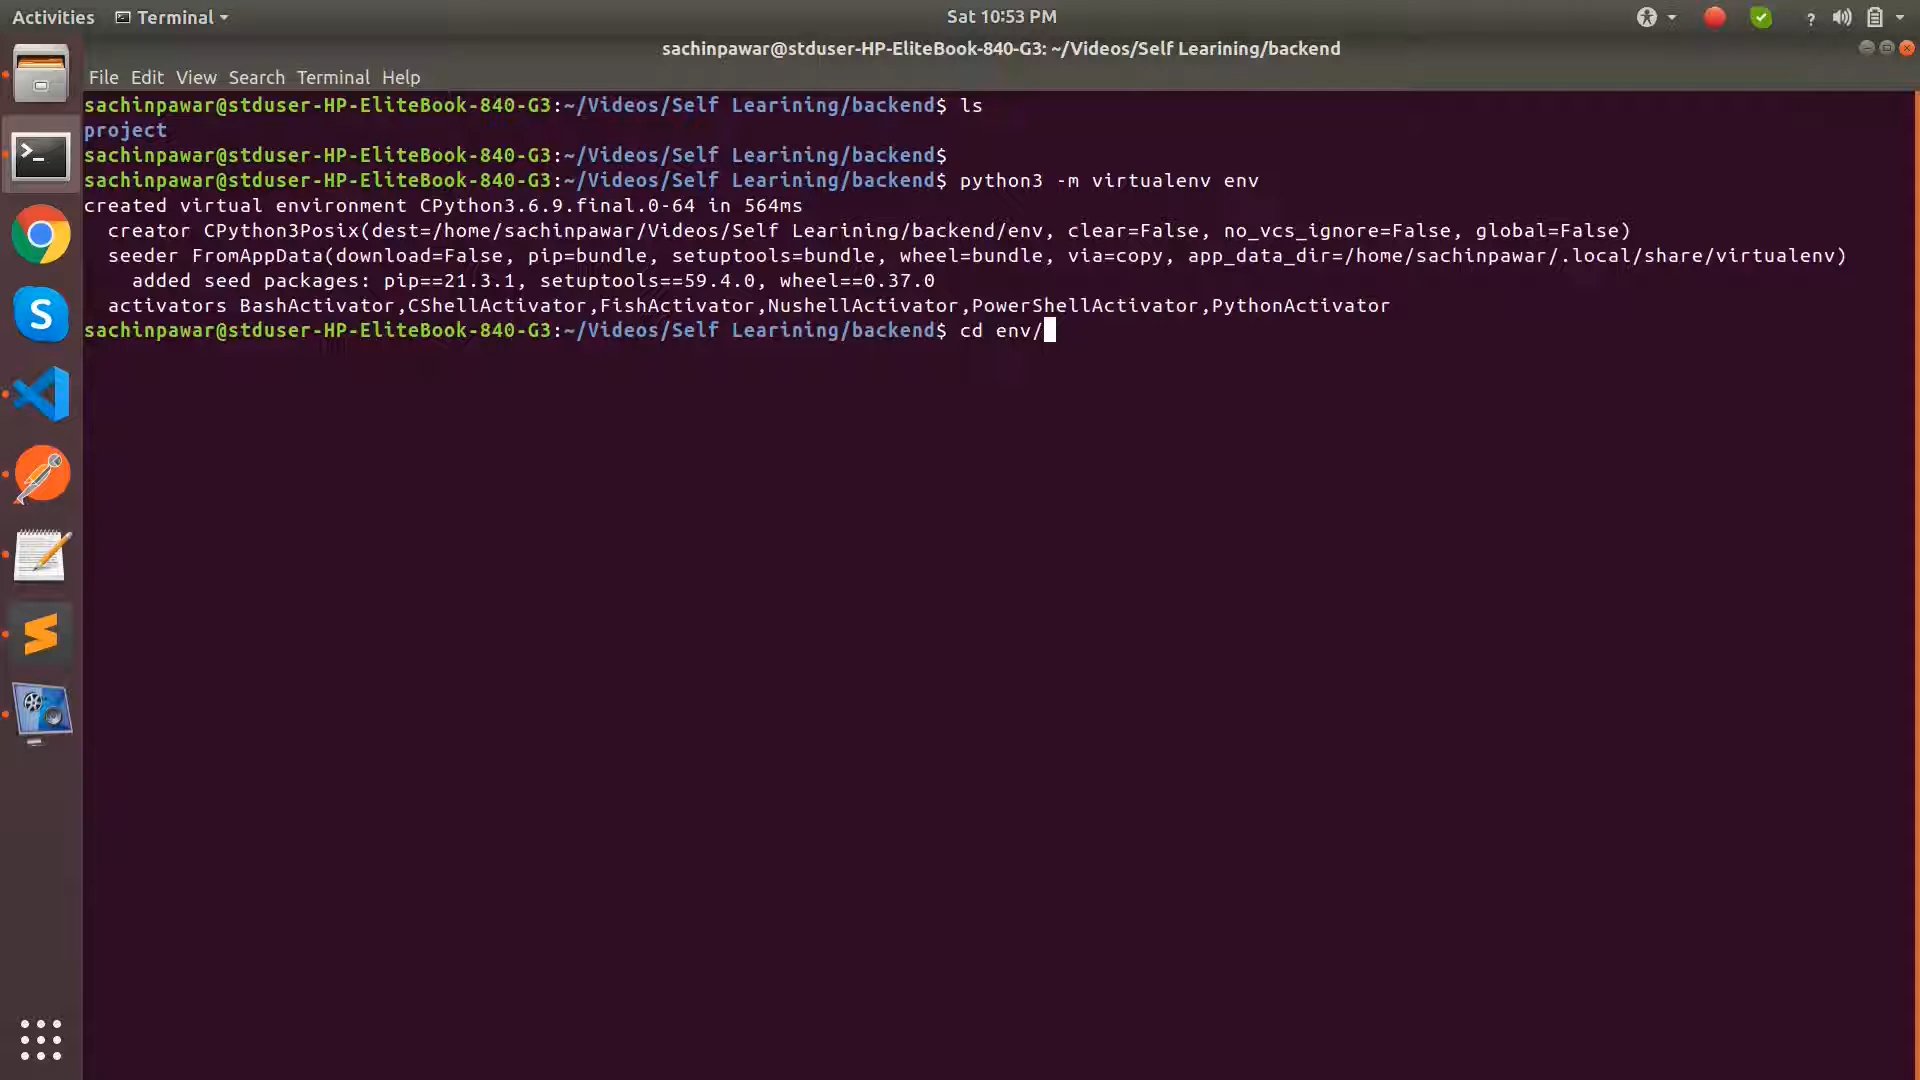 Activities Terminal Sat 10:53 PM ?
sachinpawar@stduser-HP-EliteBook-840-G3: ~/Videos/Self Learining/backend
File Edit View Search Terminal Help
sachinpawar@stduser-HP-EliteBook-840-G3:~/Videos/Self Learining/backend$ ls
project
sachinpawar@stduser-HP-EliteBook-840-G3:~/Videos/Self Learining/backend$
sachinpawar@stduser-HP-EliteBook-840-G3:~/Videos/Self Learining/backend$ python3 -m virtualenv env
created virtual environment CPython3.6.9.final.0-64 in 564ms
  creator CPython3Posix(dest=/home/sachinpawar/Videos/Self Learining/backend/env, clear=False, no_vcs_ignore=False, global=False)
  seeder FromAppData(download=False, pip=bundle, setuptools=bundle, wheel=bundle, via=copy, app_data_dir=/home/sachinpawar/.local/share/virtualenv)
    added seed packages: pip==21.3.1, setuptools==59.4.0, wheel==0.37.0
  activators BashActivator,CShellActivator,FishActivator,NushellActivator,PowerShellActivator,PythonActivator
sachinpawar@stduser-HP-EliteBook-840-G3:~/Videos/Self Learining/backend$ cd env/